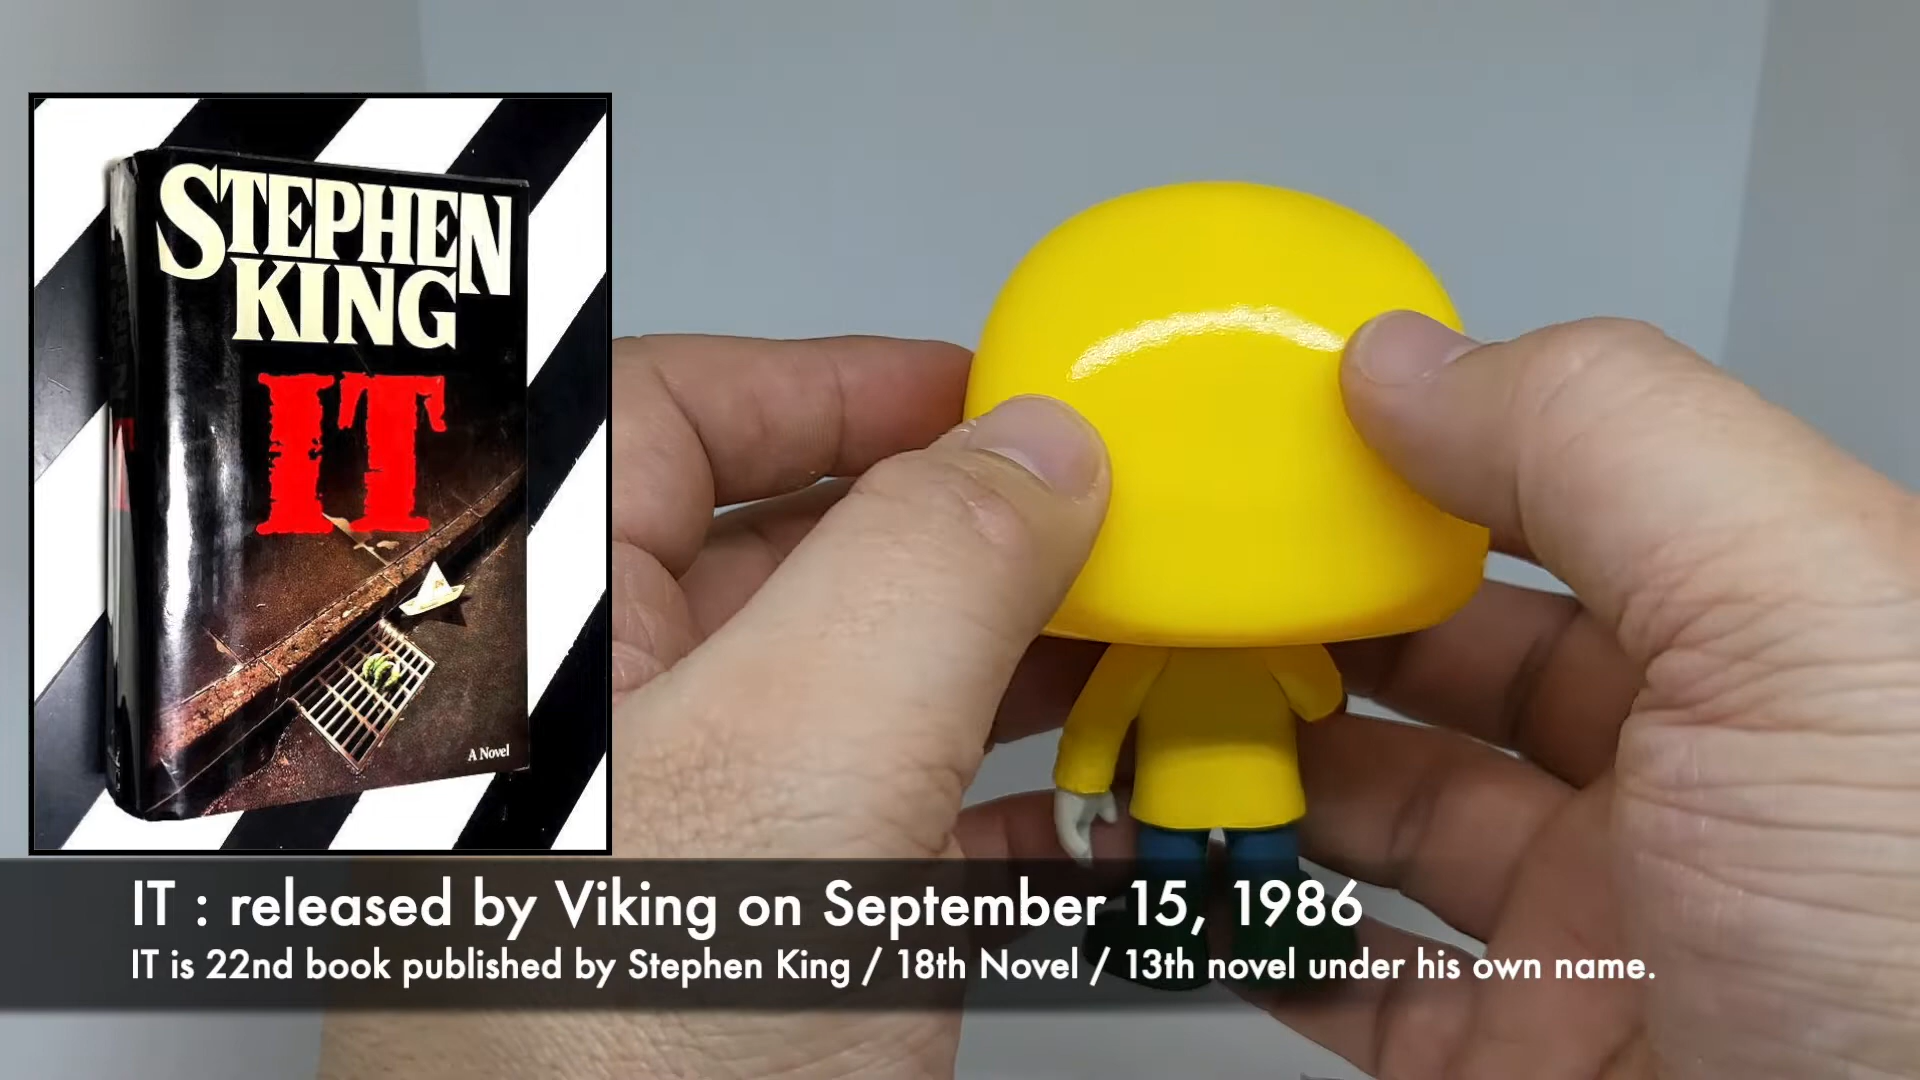 STEPHEN
KING
IT
A Novel
IT : released by Viking on September 15, 1986
IT is 22nd book published by Stephen King / 18th Novel / 13th novel under his own name.